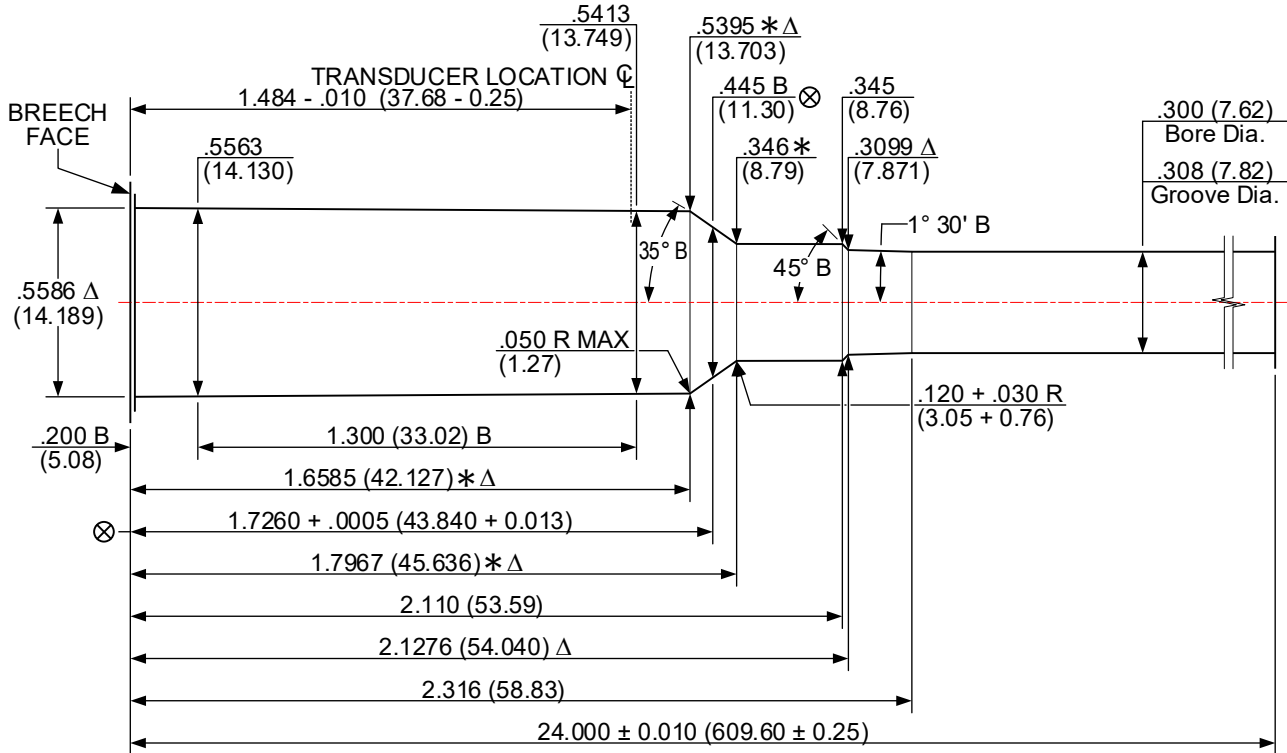 .5413
(13.749)
.5395 * Δ
(13.703)
TRANSDUCER LOCATION ℄
1.484 - .010 (37.68 - 0.25)
.445 B ⊗
(11.30)
.345
(8.76)
BREECH
FACE
.300 (7.62)
Bore Dia.
.5563
(14.130)
.346 *
(8.79)
.3099 Δ
(7.871)
.308 (7.82)
Groove Dia.
1° 30' B
35° B
45° B
.5586 Δ
(14.189)
.050 R MAX
(1.27)
.120 + .030 R
(3.05 + 0.76)
.200 B
(5.08)
1.300 (33.02) B
1.6585 (42.127) * Δ
⊗ 1.7260 + .0005 (43.840 + 0.013)
1.7967 (45.636) * Δ
2.110 (53.59)
2.1276 (54.040) Δ
2.316 (58.83)
24.000 ± 0.010 (609.60 ± 0.25)